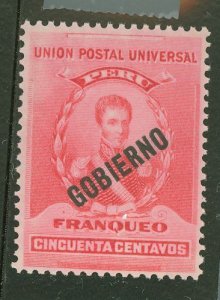 UNION POSTAL UNIVERSAL
PERU
GOBIERNO
FRANQUEO
CINCUENTA CENTAVOS